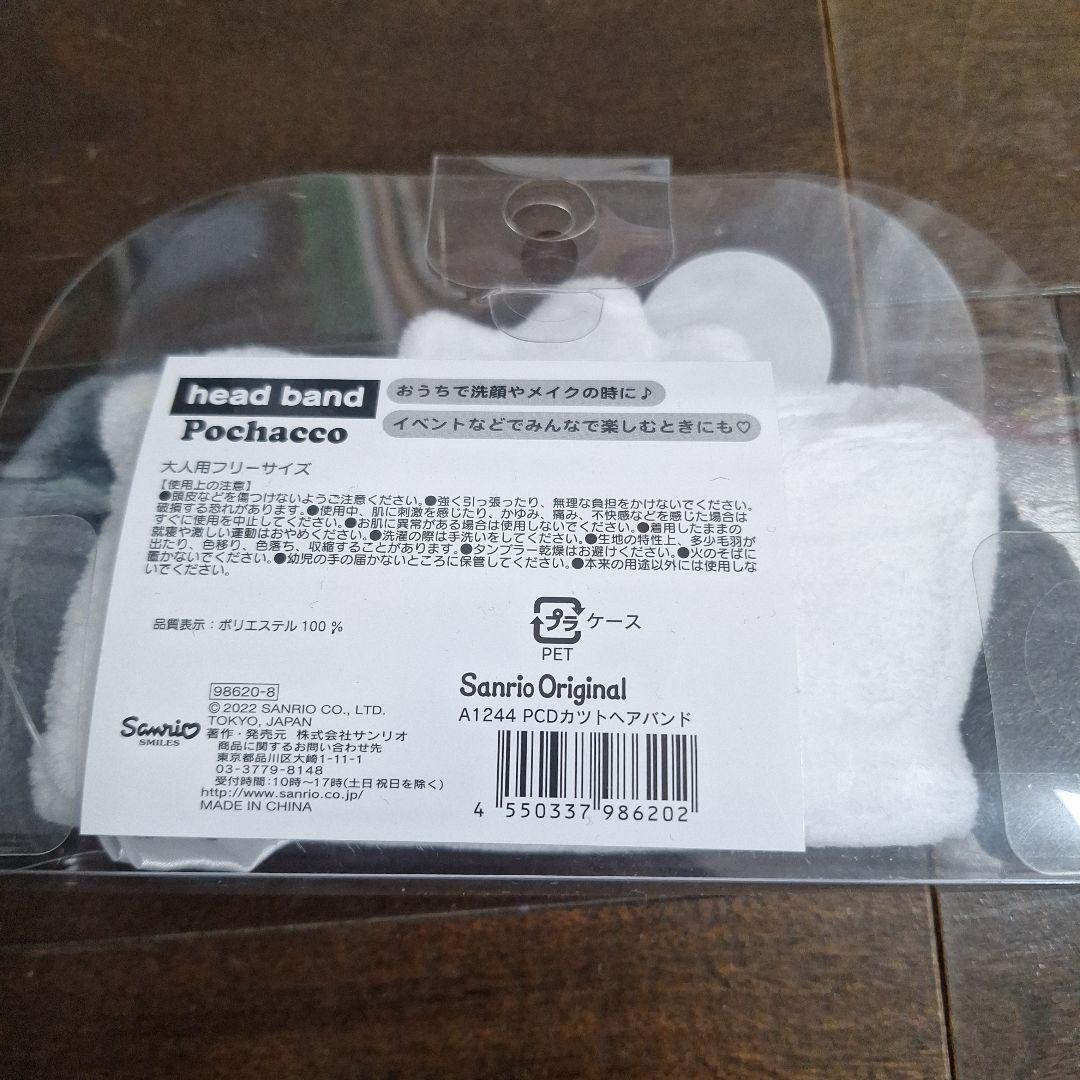 head band
おうちで洗顔やメイクの時に♪
Pochacco
イベントなどでみんなで楽しむときにも♡
大人用フリーサイズ
【使用上の注意】
●頭皮などを傷つけないようご注意ください。●強く引っ張ったり、無理な負担をかけないでください。
破損する恐れがあります。●使用中、肌に刺激を感じたり、かゆみ、痛み、不快感などを感じた場合は
すぐに使用を中止してください。●お肌に異常がある場合は使用しないでください。●着用したままの
就寝や激しい運動はおやめください。●洗濯の際は手洗いをしてください。●生地の特性上、多少毛羽が
出たり、色移り、色落ち、収縮することがあります。●タンブラー乾燥はお避けください。●火のそばに
置かないでください。●幼児の手の届かないところに保管してください。●本来の用途以外には使用しな
いでください。
品質表示：ポリエステル 100 %
プラ ケース
PET
98620-8
© 2022 SANRIO CO., LTD.
TOKYO, JAPAN
Sanrio
SMILES
著作・発売元 株式会社サンリオ
商品に関するお問い合わせ先
東京都品川区大崎1-11-1
03-3779-8148
受付時間：10時〜17時(土日祝日を除く)
http://www.sanrio.co.jp/
MADE IN CHINA
Sanrio Original
A1244 PCDカツトヘアバンド
4 550337 986202